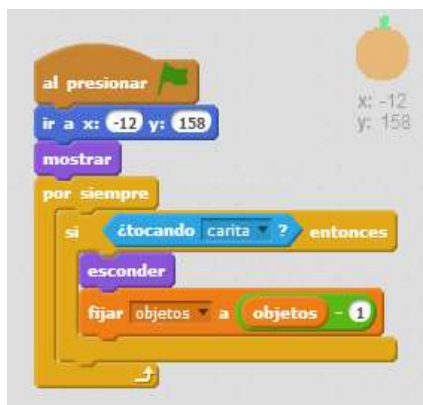 al presionar
x: -12
y: 158
ir a x: -12 y: 158
mostrar
por siempre
si ¿tocando carita ? entonces
esconder
fijar objetos a objetos - 1